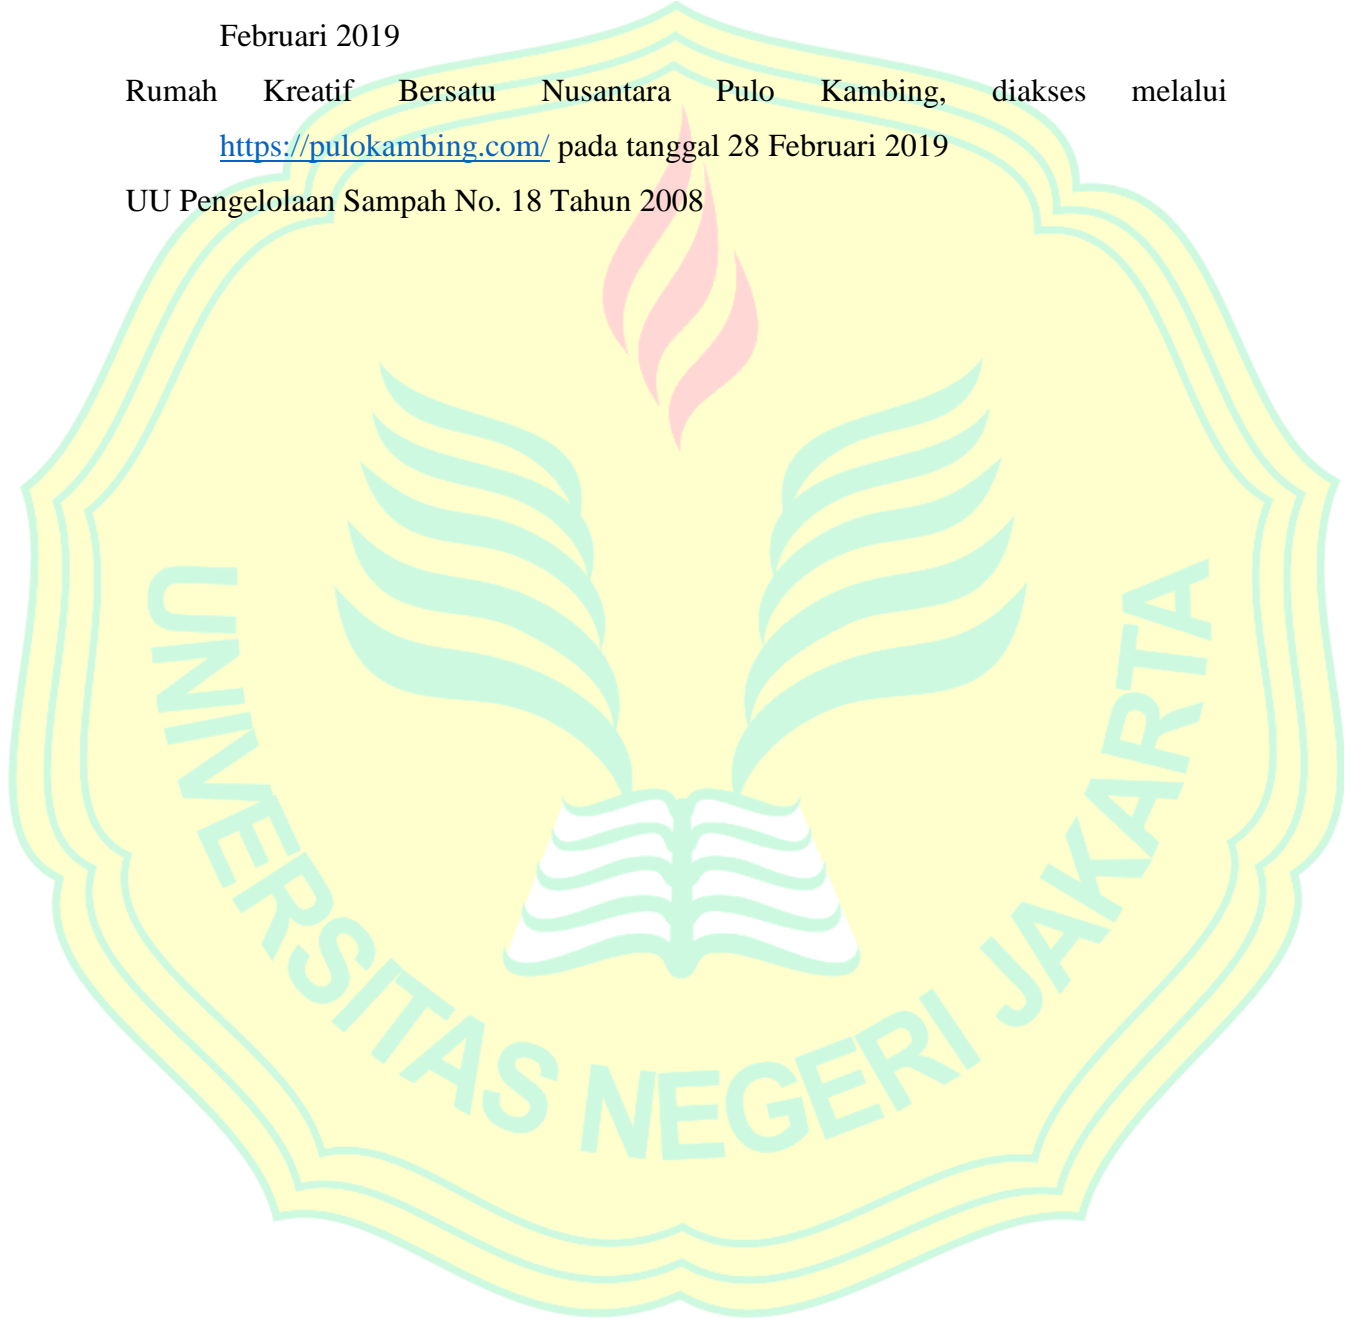 Februari 2019
Rumah Kreatif Bersatu Nusantara Pulo Kambing, diakses melalui
https://pulokambing.com/ pada tanggal 28 Februari 2019
UU Pengelolaan Sampah No. 18 Tahun 2008
UNIVERSITAS NEGERI JAKARTA